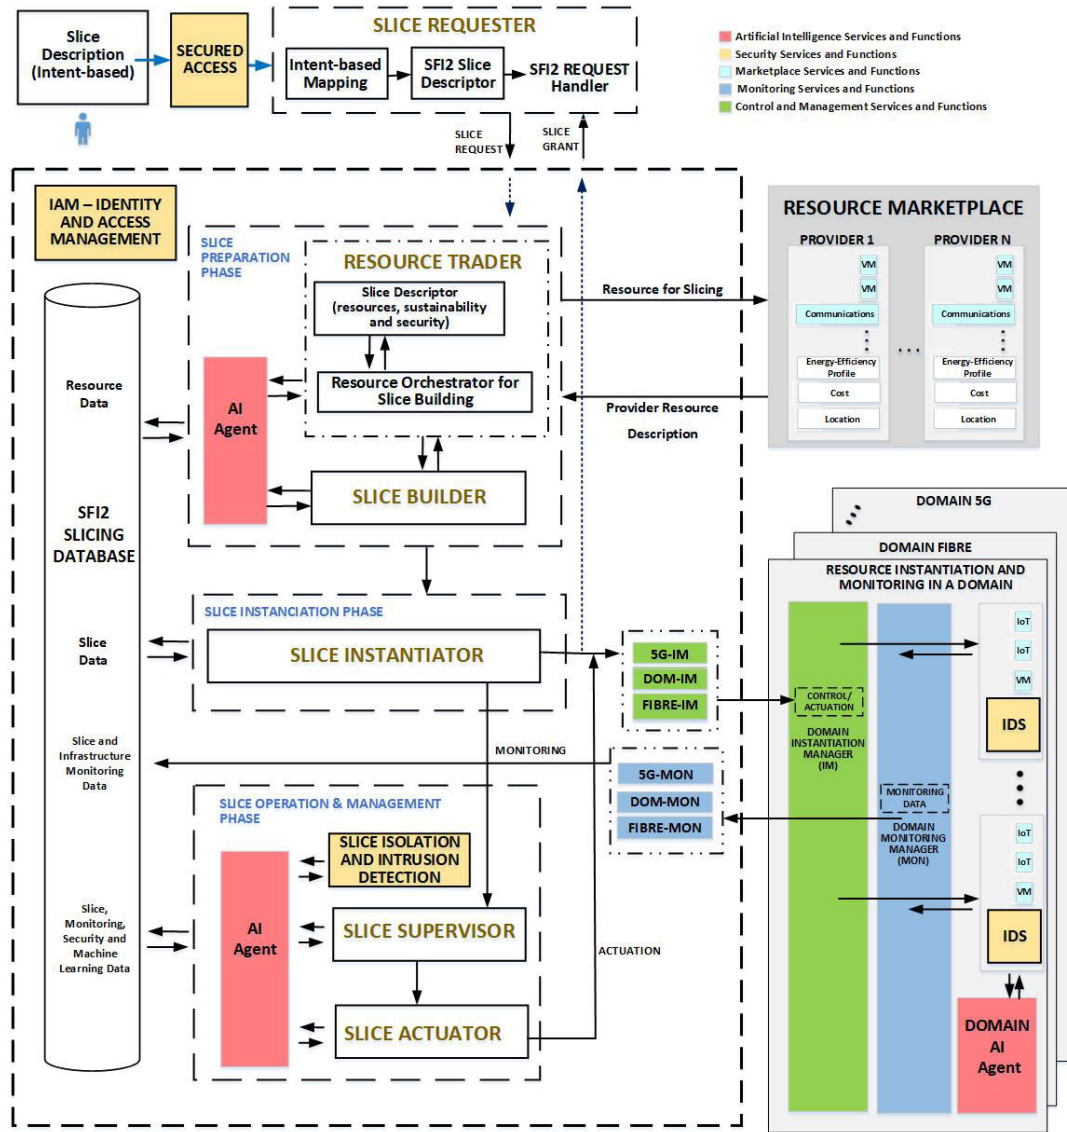 Slice
Description
(Intent-based)
SECURED
ACCESS
SLICE REQUESTER
Intent-based
Mapping
SFI2 Slice
Descriptor
SFI2 REQUEST
Handler
Artificial Intelligence Services and Functions
Security Services and Functions
Marketplace Services and Functions
Monitoring Services and Functions
Control and Management Services and Functions
SLICE
REQUEST
SLICE
GRANT
IAM – IDENTITY
AND ACCESS
MANAGEMENT
SLICE
PREPARATION
PHASE
RESOURCE TRADER
Slice Descriptor
(resources, sustainability
and security)
Resource Orchestrator for
Slice Building
AI
Agent
SLICE BUILDER
Resource for Slicing
Provider Resource
Description
RESOURCE MARKETPLACE
PROVIDER 1
VM
VM
Communications
Energy-Efficiency
Profile
Cost
Location
...
PROVIDER N
VM
VM
Communications
Energy-Efficiency
Profile
Cost
Location
Resource
Data
SFI2
SLICING
DATABASE
Slice
Data
Slice and
Infrastructure
Monitoring
Data
Slice,
Monitoring,
Security and
Machine
Learning Data
SLICE INSTANCIATION PHASE
SLICE INSTANTIATOR
5G-IM
DOM-IM
FIBRE-IM
MONITORING
5G-MON
DOM-MON
FIBRE-MON
SLICE OPERATION & MANAGEMENT
PHASE
SLICE ISOLATION
AND INTRUSION
DETECTION
AI
Agent
SLICE SUPERVISOR
SLICE ACTUATOR
ACTUATION
DOMAIN 5G
DOMAIN FIBRE
RESOURCE INSTANTIATION AND
MONITORING IN A DOMAIN
CONTROL/
ACTUATION
DOMAIN
INSTANTIATION
MANAGER
(IM)
MONITORING
DATA
DOMAIN
MONITORING
MANAGER
(MON)
IoT
IoT
VM
IDS
IoT
IoT
VM
IDS
DOMAIN
AI
Agent